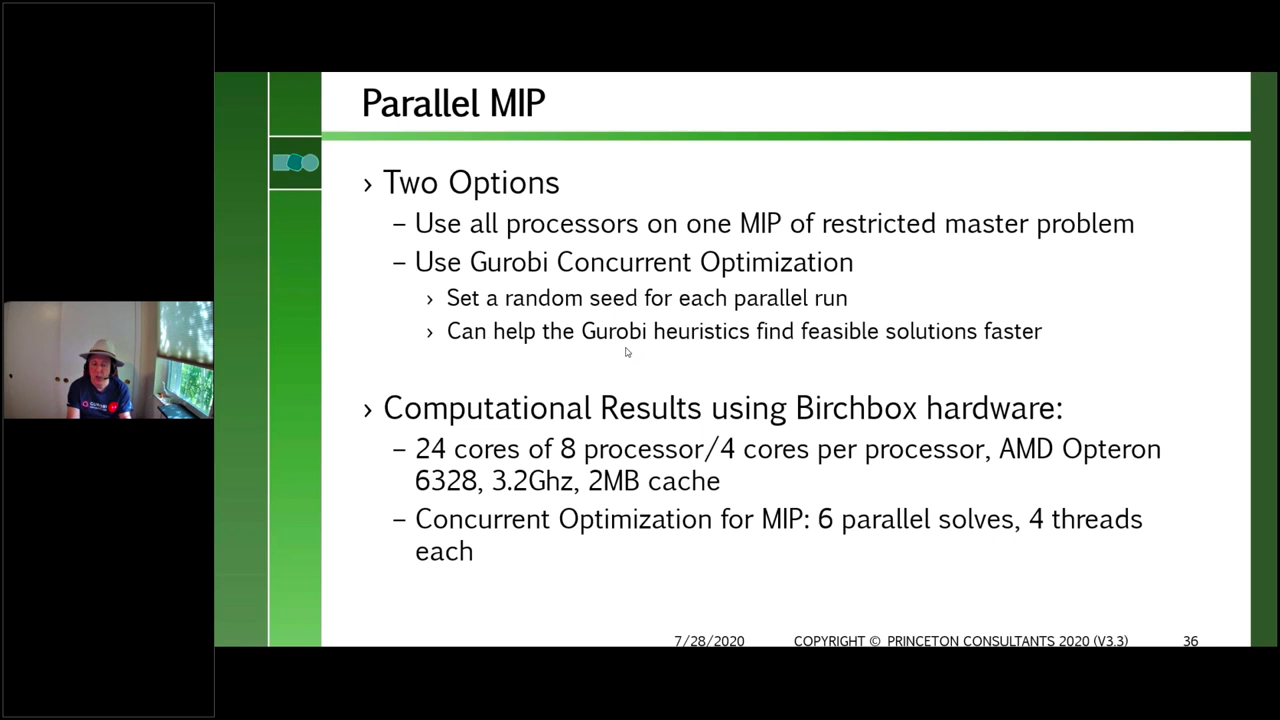 Parallel MIP
› Two Options
– Use all processors on one MIP of restricted master problem
– Use Gurobi Concurrent Optimization
› Set a random seed for each parallel run
› Can help the Gurobi heuristics find feasible solutions faster
› Computational Results using Birchbox hardware:
– 24 cores of 8 processor/4 cores per processor, AMD Opteron
6328, 3.2Ghz, 2MB cache
– Concurrent Optimization for MIP: 6 parallel solves, 4 threads
each
7/28/2020 COPYRIGHT © PRINCETON CONSULTANTS 2020 (V3.3) 36
GUROBI